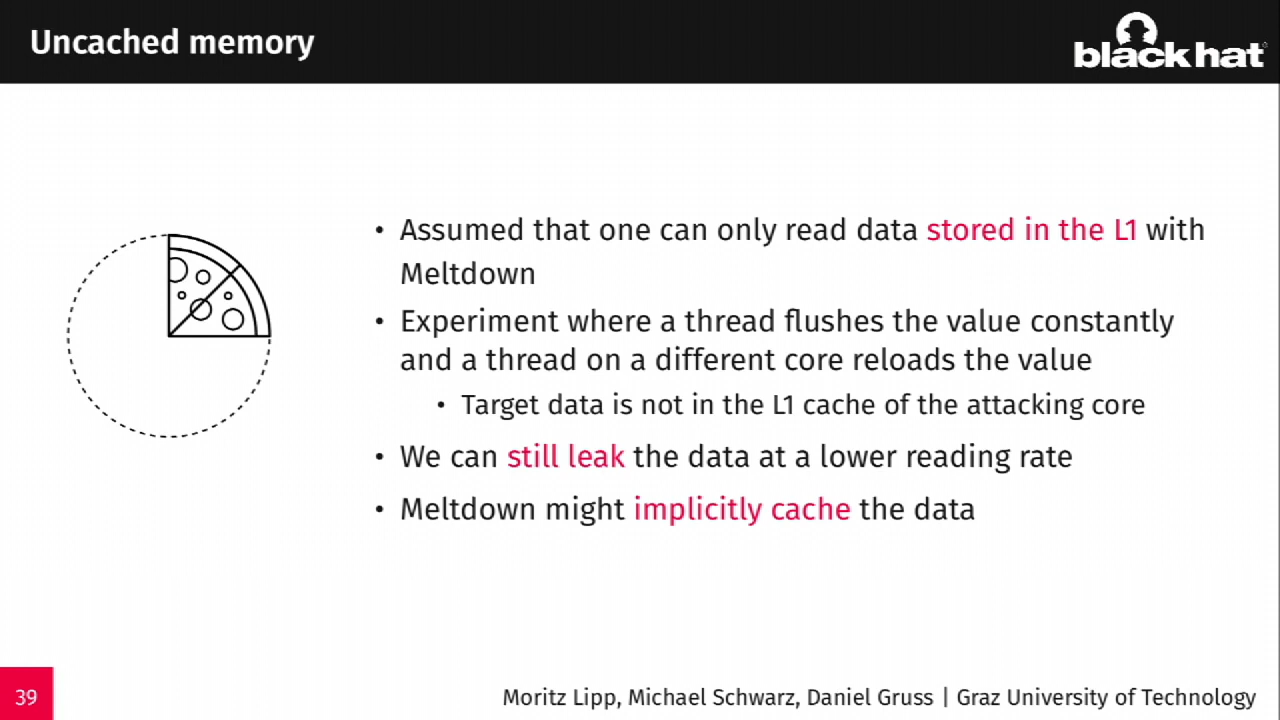 Uncached memory
black hat
• Assumed that one can only read data stored in the L1 with
Meltdown
• Experiment where a thread flushes the value constantly
and a thread on a different core reloads the value
• Target data is not in the L1 cache of the attacking core
• We can still leak the data at a lower reading rate
• Meltdown might implicitly cache the data
39
Moritz Lipp, Michael Schwarz, Daniel Gruss | Graz University of Technology